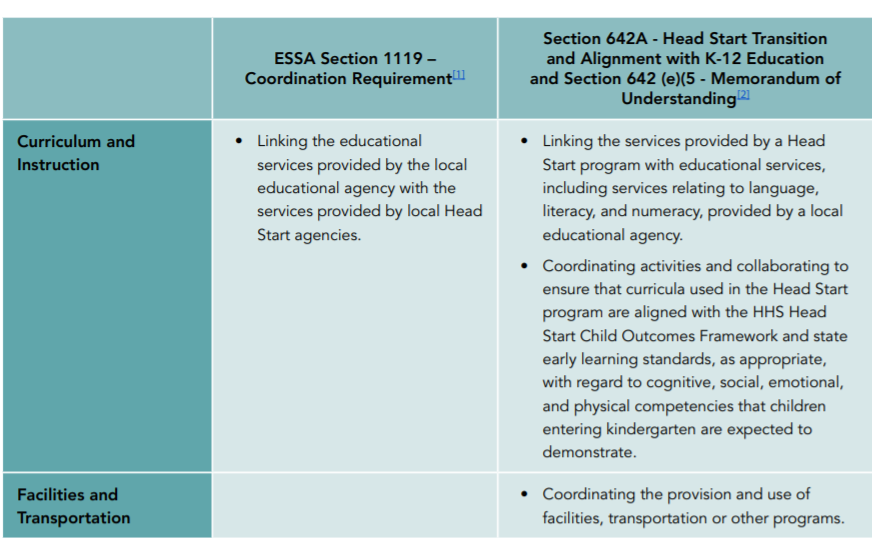 ESSA Section 1119 –
Coordination Requirement[1]
Section 642A - Head Start Transition
and Alignment with K-12 Education
and Section 642 (e)(5 - Memorandum of
Understanding[2]
Curriculum and
Instruction
• Linking the educational
services provided by the local
educational agency with the
services provided by local Head
Start agencies.
• Linking the services provided by a Head
Start program with educational services,
including services relating to language,
literacy, and numeracy, provided by a local
educational agency.
• Coordinating activities and collaborating to
ensure that curricula used in the Head Start
program are aligned with the HHS Head
Start Child Outcomes Framework and state
early learning standards, as appropriate,
with regard to cognitive, social, emotional,
and physical competencies that children
entering kindergarten are expected to
demonstrate.
Facilities and
Transportation
• Coordinating the provision and use of
facilities, transportation or other programs.